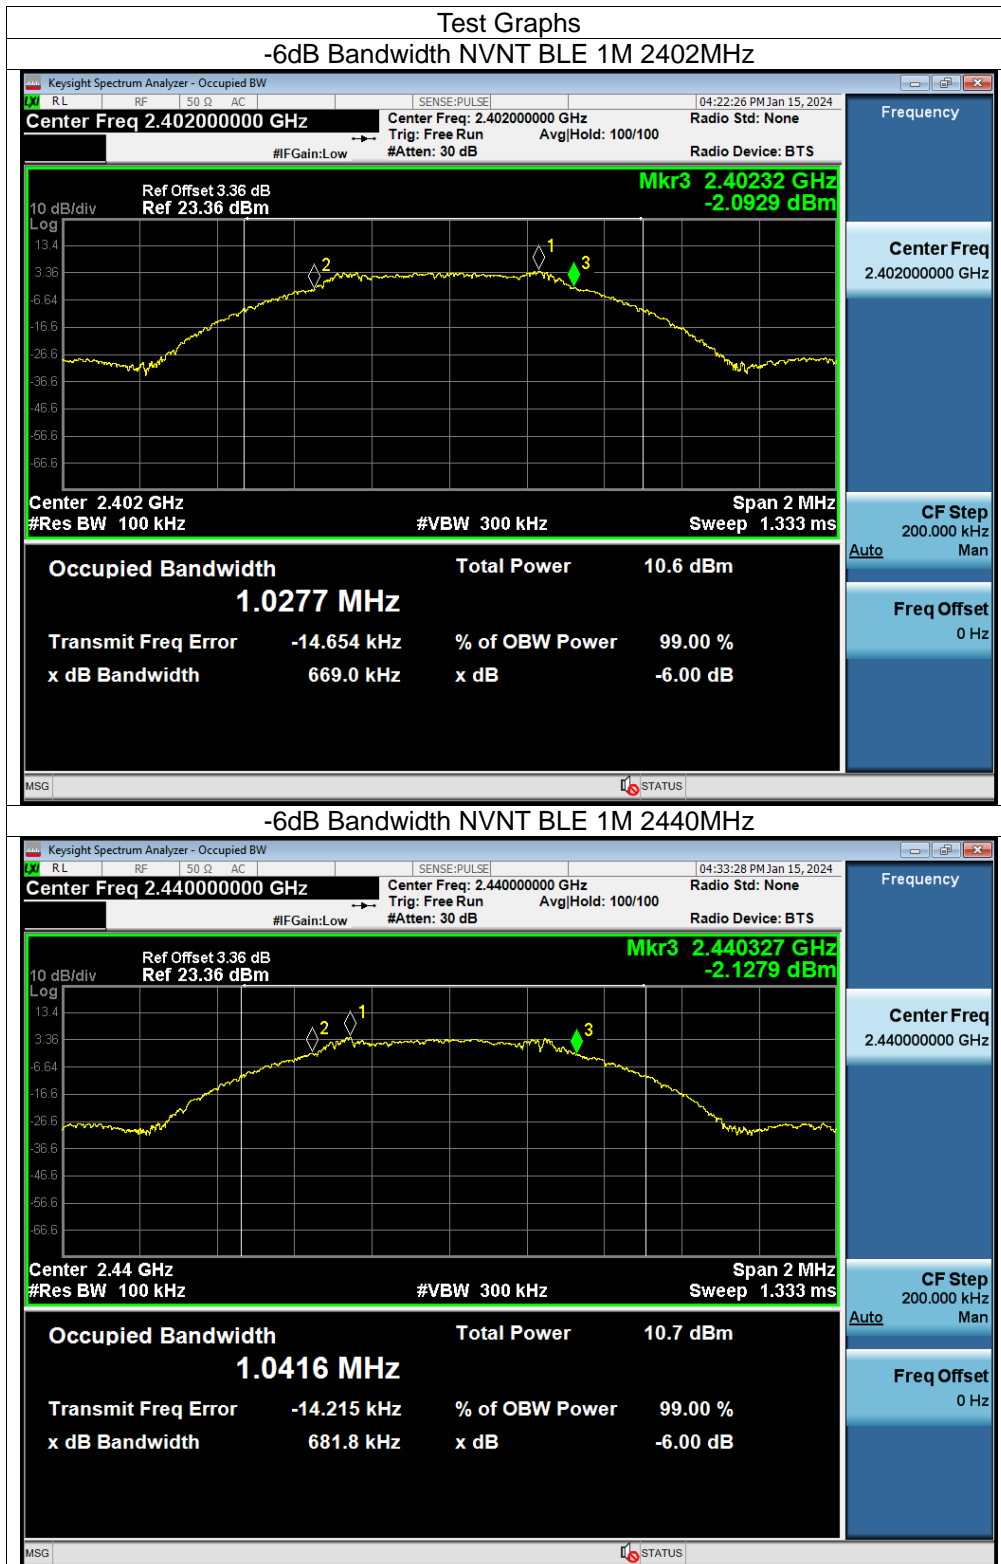 Test Graphs
-6dB Bandwidth NVNT BLE 1M 2402MHz
Keysight Spectrum Analyzer - Occupied BW
LXI RL RF 50 Ω AC SENSE:PULSE 04:22:26 PM Jan 15, 2024
Center Freq 2.402000000 GHz
Center Freq: 2.402000000 GHz Radio Std: None
Trig: Free Run Avg|Hold: 100/100
#IFGain:Low #Atten: 30 dB Radio Device: BTS
Frequency
Mkr3 2.40232 GHz
-2.0929 dBm
Ref Offset 3.36 dB
10 dB/div Ref 23.36 dBm
Log
13.4
3.36
-6.64
-16.6
-26.6
-36.6
-46.6
-56.6
-66.6
1
2
3
Center 2.402 GHz Span 2 MHz
#Res BW 100 kHz #VBW 300 kHz Sweep 1.333 ms
Center Freq
2.402000000 GHz
CF Step
200.000 kHz
Auto Man
Freq Offset
0 Hz
Occupied Bandwidth Total Power 10.6 dBm
1.0277 MHz
Transmit Freq Error -14.654 kHz % of OBW Power 99.00 %
x dB Bandwidth 669.0 kHz x dB -6.00 dB
MSG STATUS
-6dB Bandwidth NVNT BLE 1M 2440MHz
Keysight Spectrum Analyzer - Occupied BW
LXI RL RF 50 Ω AC SENSE:PULSE 04:33:28 PM Jan 15, 2024
Center Freq 2.440000000 GHz
Center Freq: 2.440000000 GHz Radio Std: None
Trig: Free Run Avg|Hold: 100/100
#IFGain:Low #Atten: 30 dB Radio Device: BTS
Frequency
Mkr3 2.440327 GHz
-2.1279 dBm
Ref Offset 3.36 dB
10 dB/div Ref 23.36 dBm
Log
13.4
3.36
-6.64
-16.6
-26.6
-36.6
-46.6
-56.6
-66.6
1
2
3
Center 2.44 GHz Span 2 MHz
#Res BW 100 kHz #VBW 300 kHz Sweep 1.333 ms
Center Freq
2.440000000 GHz
CF Step
200.000 kHz
Auto Man
Freq Offset
0 Hz
Occupied Bandwidth Total Power 10.7 dBm
1.0416 MHz
Transmit Freq Error -14.215 kHz % of OBW Power 99.00 %
x dB Bandwidth 681.8 kHz x dB -6.00 dB
MSG STATUS